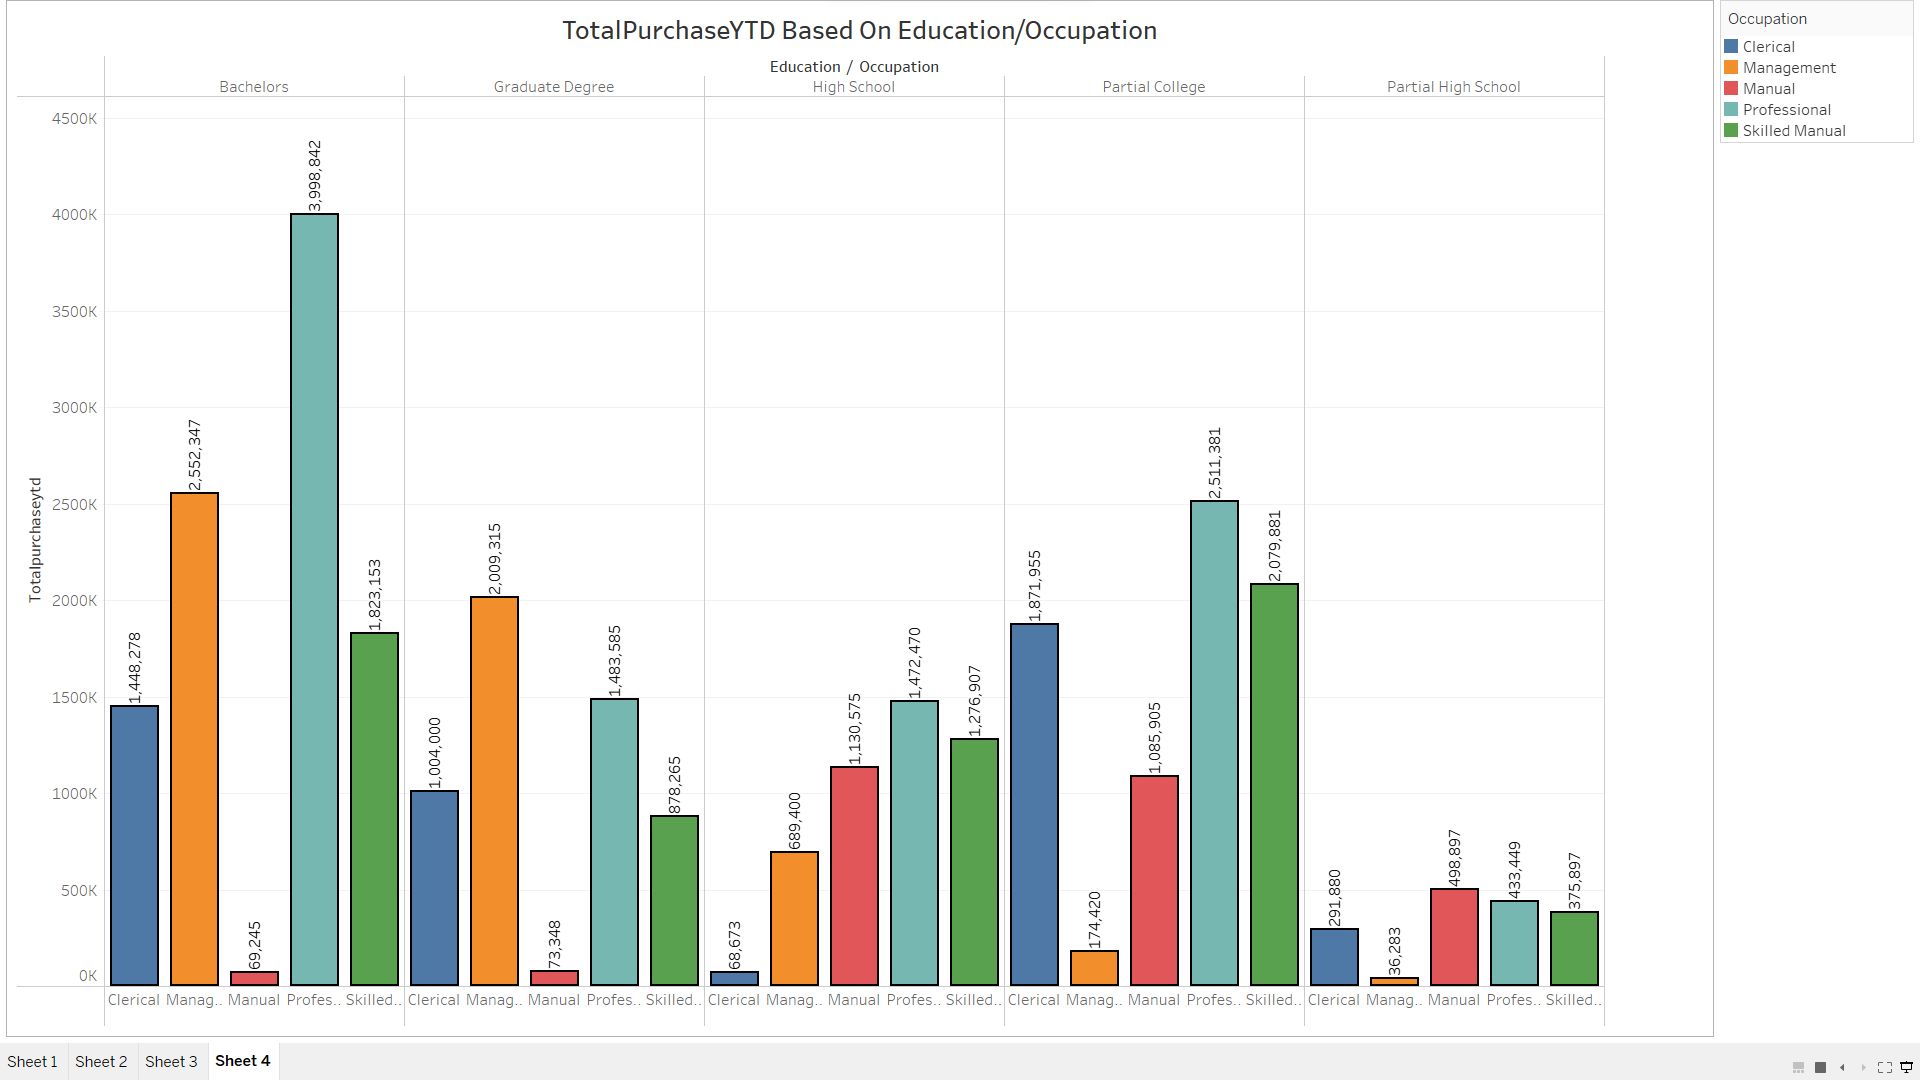 TotalPurchaseYTD Based On Education/Occupation
Education / Occupation
Bachelors Graduate Degree High School Partial College Partial High School
Totalpurchaseytd
4500K
4000K
3500K
3000K
2500K
2000K
1500K
1000K
500K
0K
1,448,278
2,552,347
69,245
3,998,842
1,823,153
1,004,000
2,009,315
73,348
1,483,585
878,265
68,673
689,400
1,130,575
1,472,470
1,276,907
1,871,955
174,420
1,085,905
2,511,381
2,079,881
291,880
36,283
498,897
433,449
375,897
Clerical Manag.. Manual Profes.. Skilled.. Clerical Manag.. Manual Profes.. Skilled.. Clerical Manag.. Manual Profes.. Skilled.. Clerical Manag.. Manual Profes.. Skilled.. Clerical Manag.. Manual Profes.. Skilled..
Occupation
Clerical
Management
Manual
Professional
Skilled Manual
Sheet 1 Sheet 2 Sheet 3 Sheet 4